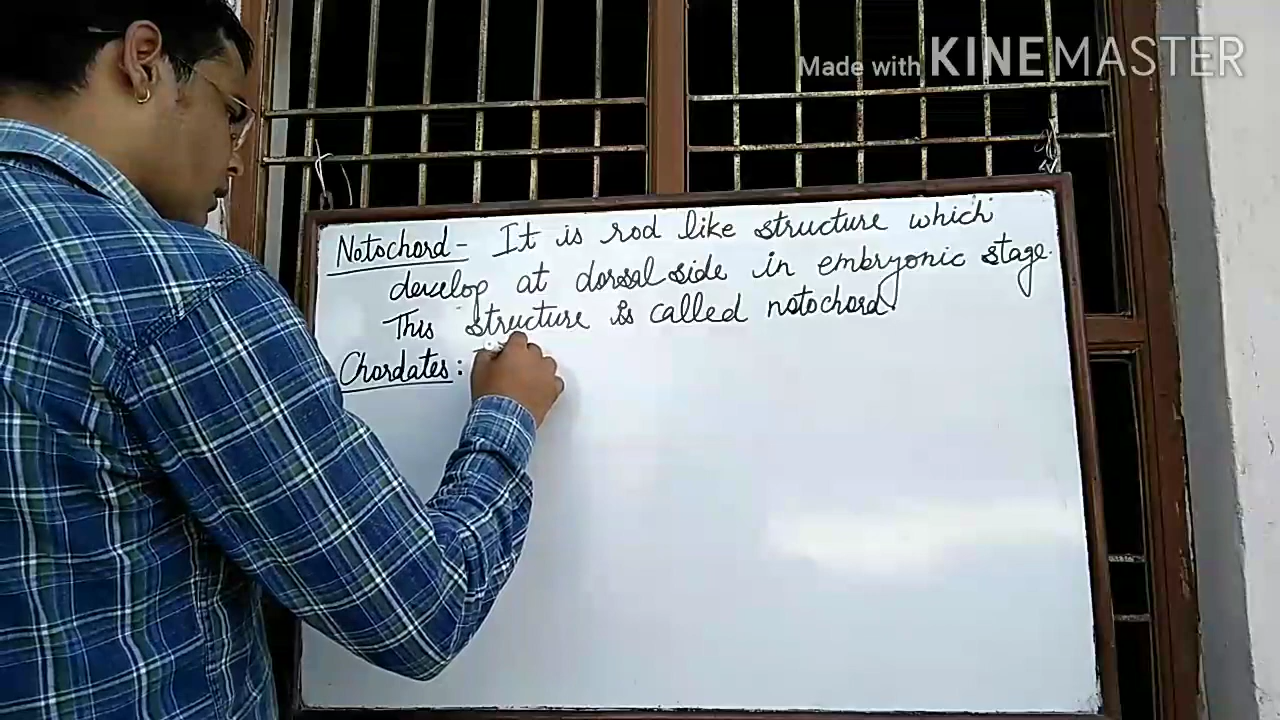 Made with KINEMASTER
Notochord - It is rod like structure which
develop at dorsal side in embryonic stage.
This structure is called notochord
Chordates :